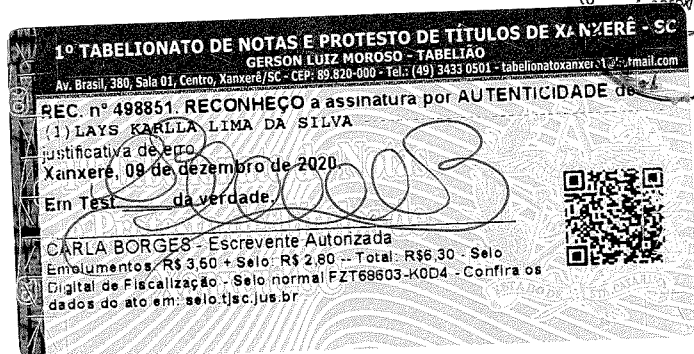 1º TABELIONATO DE NOTAS E PROTESTO DE TÍTULOS DE XANXERÊ - SC
GERSON LUIZ MOROSO - TABELIÃO
Av. Brasil, 380, Sala 01, Centro, Xanxerê/SC - CEP: 89.820-000 - Tel.: (49) 3433 0501 -
REC. nº 498851. RECONHEÇO a assinatura por AUTENTICIDADE de:
(1) LAYS KARLLA LIMA DA SILVA
justificativa de erro
Xanxerê, 09 de dezembro de 2020.
Em Test______da verdade.
CARLA BORGES - Escrevente Autorizada
Emolumentos: R$ 3,50 + Selo: R$ 2,80 -- Total: R$6,30 - Selo
Digital de Fiscalização - Selo normal FZT68603-K0D4 - Confira os
dados do ato em: selo.tjsc.jus.br